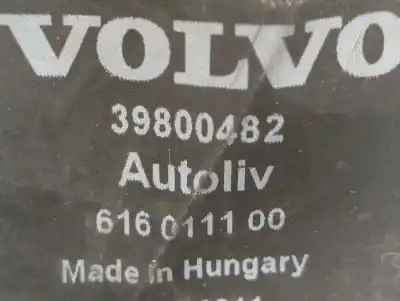 VOLVO
39800482
Autoliv
616 0111 00
Made in Hungary